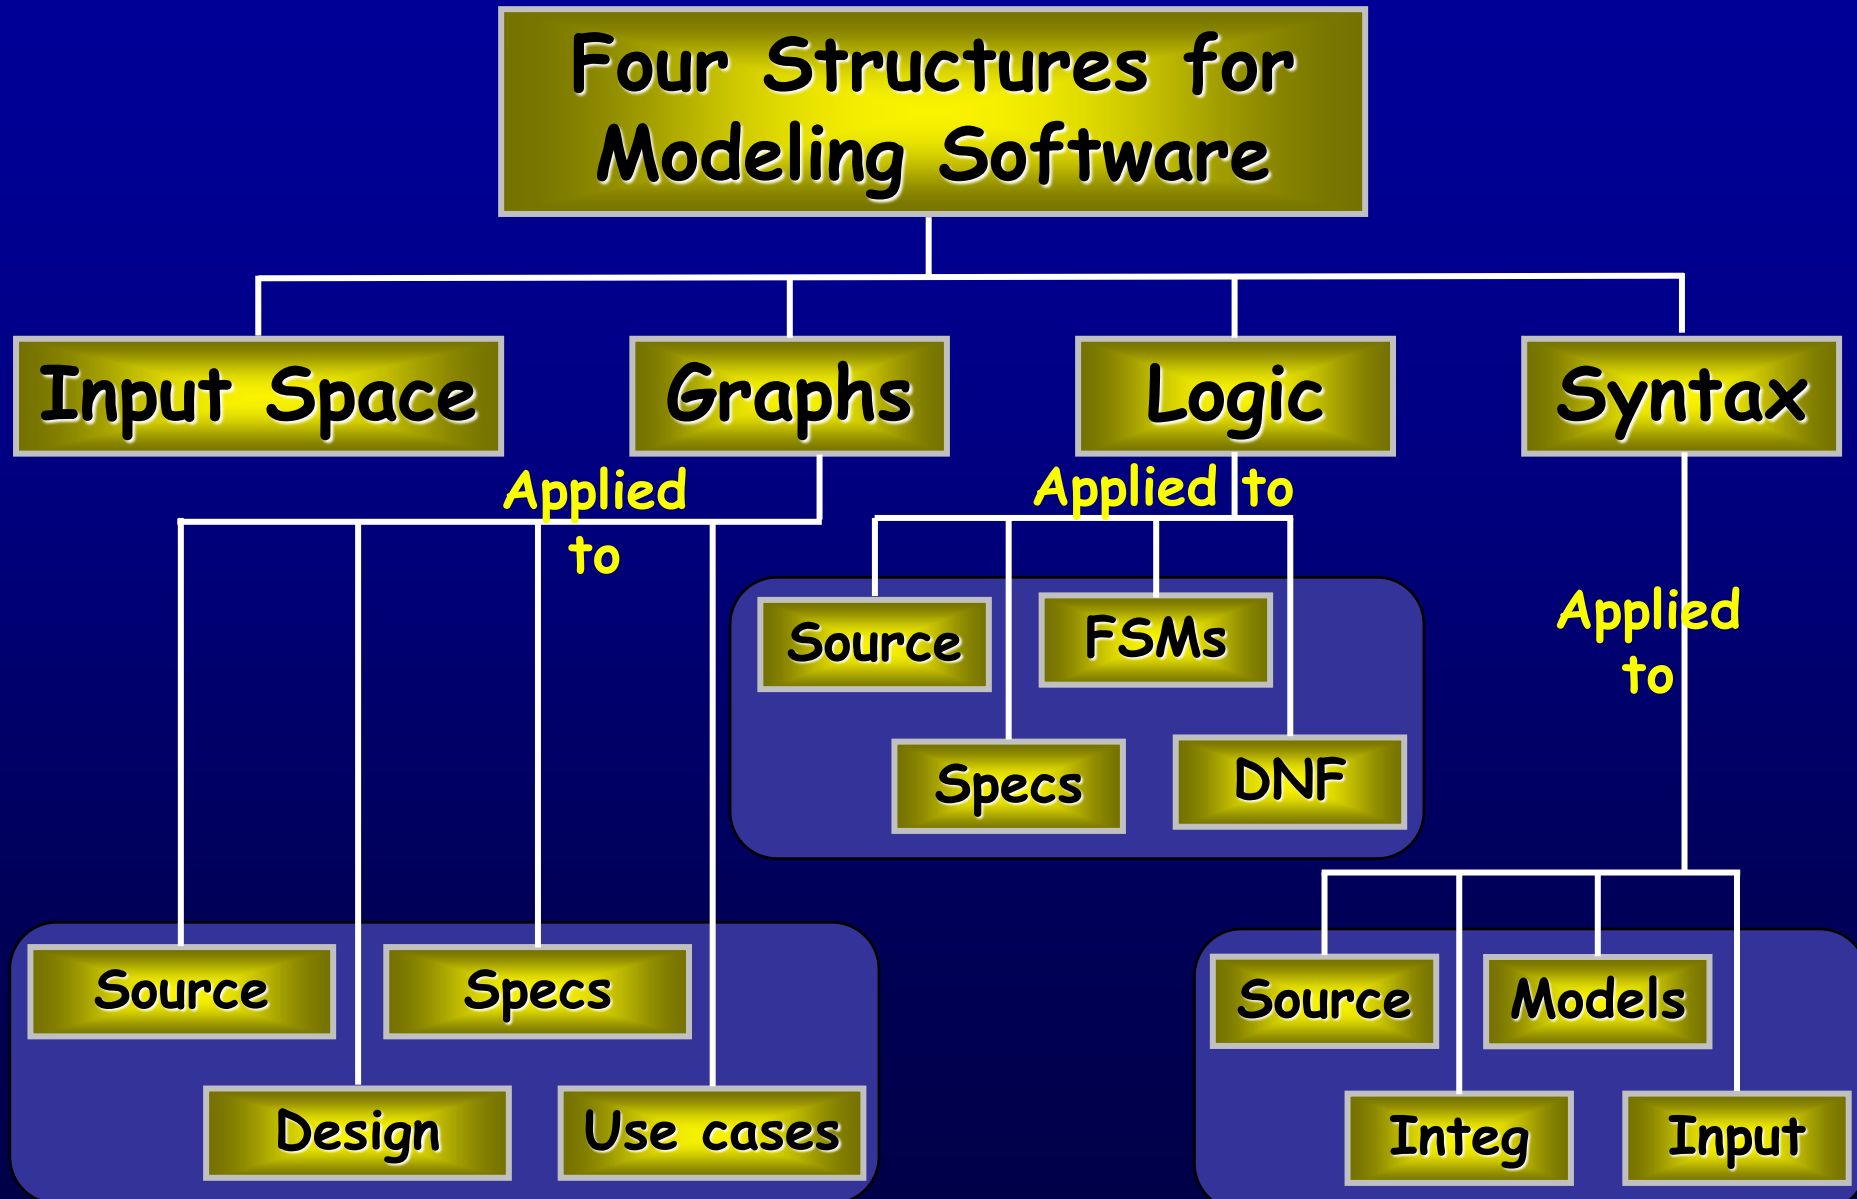 Four Structures for
Modeling Software
Input Space
Graphs
Logic
Syntax
Applied
to
Applied to
Applied
to
Source
FSMs
Specs
DNF
Source
Specs
Design
Use cases
Source
Models
Integ
Input